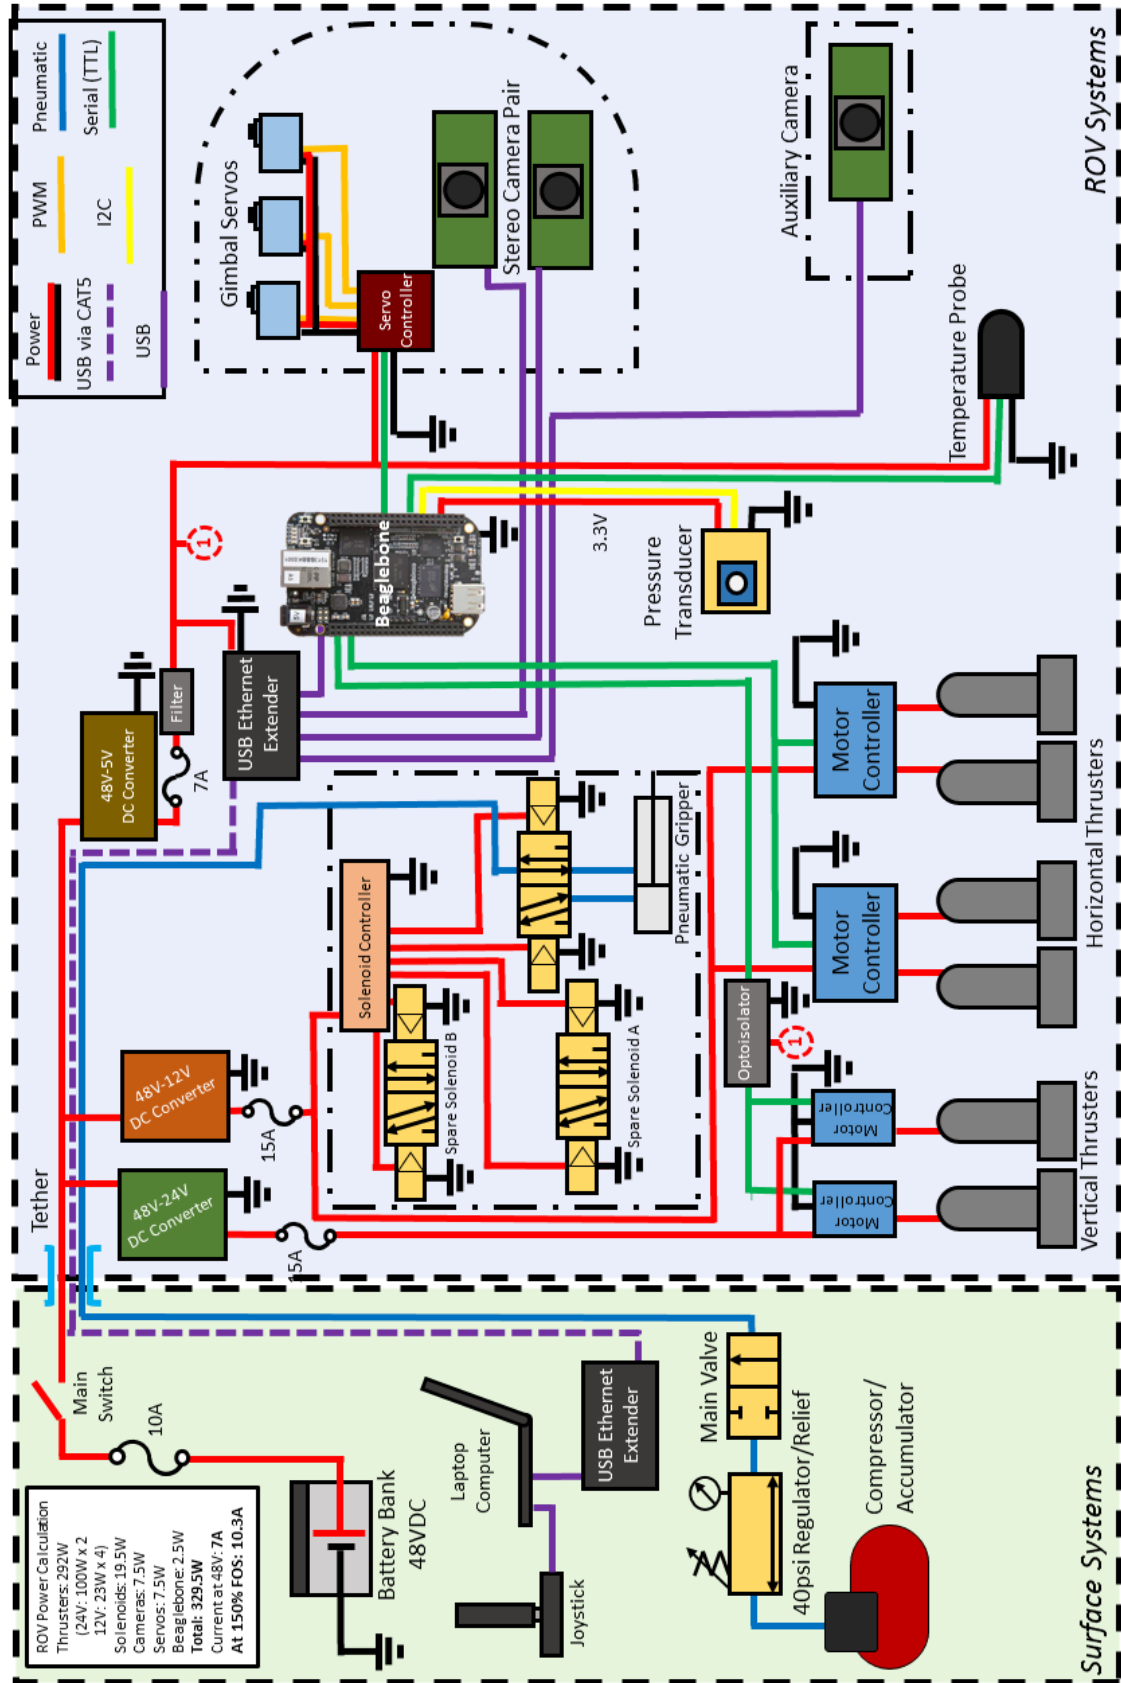 Power
PWM
Pneumatic
USB via CAT5
I2C
Serial (TTL)
USB
Gimbal Servos
Servo
Controller
Stereo Camera Pair
Auxiliary Camera
ROV Systems
Temperature Probe
1
Beaglebone
3.3V
Pressure
Transducer
48V-5V
DC Converter
7A
Filter
USB Ethernet
Extender
Solenoid Controller
Pneumatic Gripper
Spare Solenoid B
Spare Solenoid A
Motor
Controller
Motor
Controller
Horizontal Thrusters
Optoisolator
1
Motor
Controller
Motor
Controller
Vertical Thrusters
48V-12V
DC Converter
15A
48V-24V
DC Converter
15A
Tether
Main
Switch
10A
Battery Bank
48VDC
Laptop
Computer
Joystick
USB Ethernet
Extender
Main Valve
40psi Regulator/Relief
Compressor/
Accumulator
Surface Systems
ROV Power Calculation
Thrusters: 292W
(24V: 100W x 2
12V: 23W x 4)
Solenoids: 19.5W
Cameras: 7.5W
Servos: 7.5W
Beaglebone: 2.5W
Total: 329.5W
Current at 48V: 7A
At 150% FOS: 10.3A